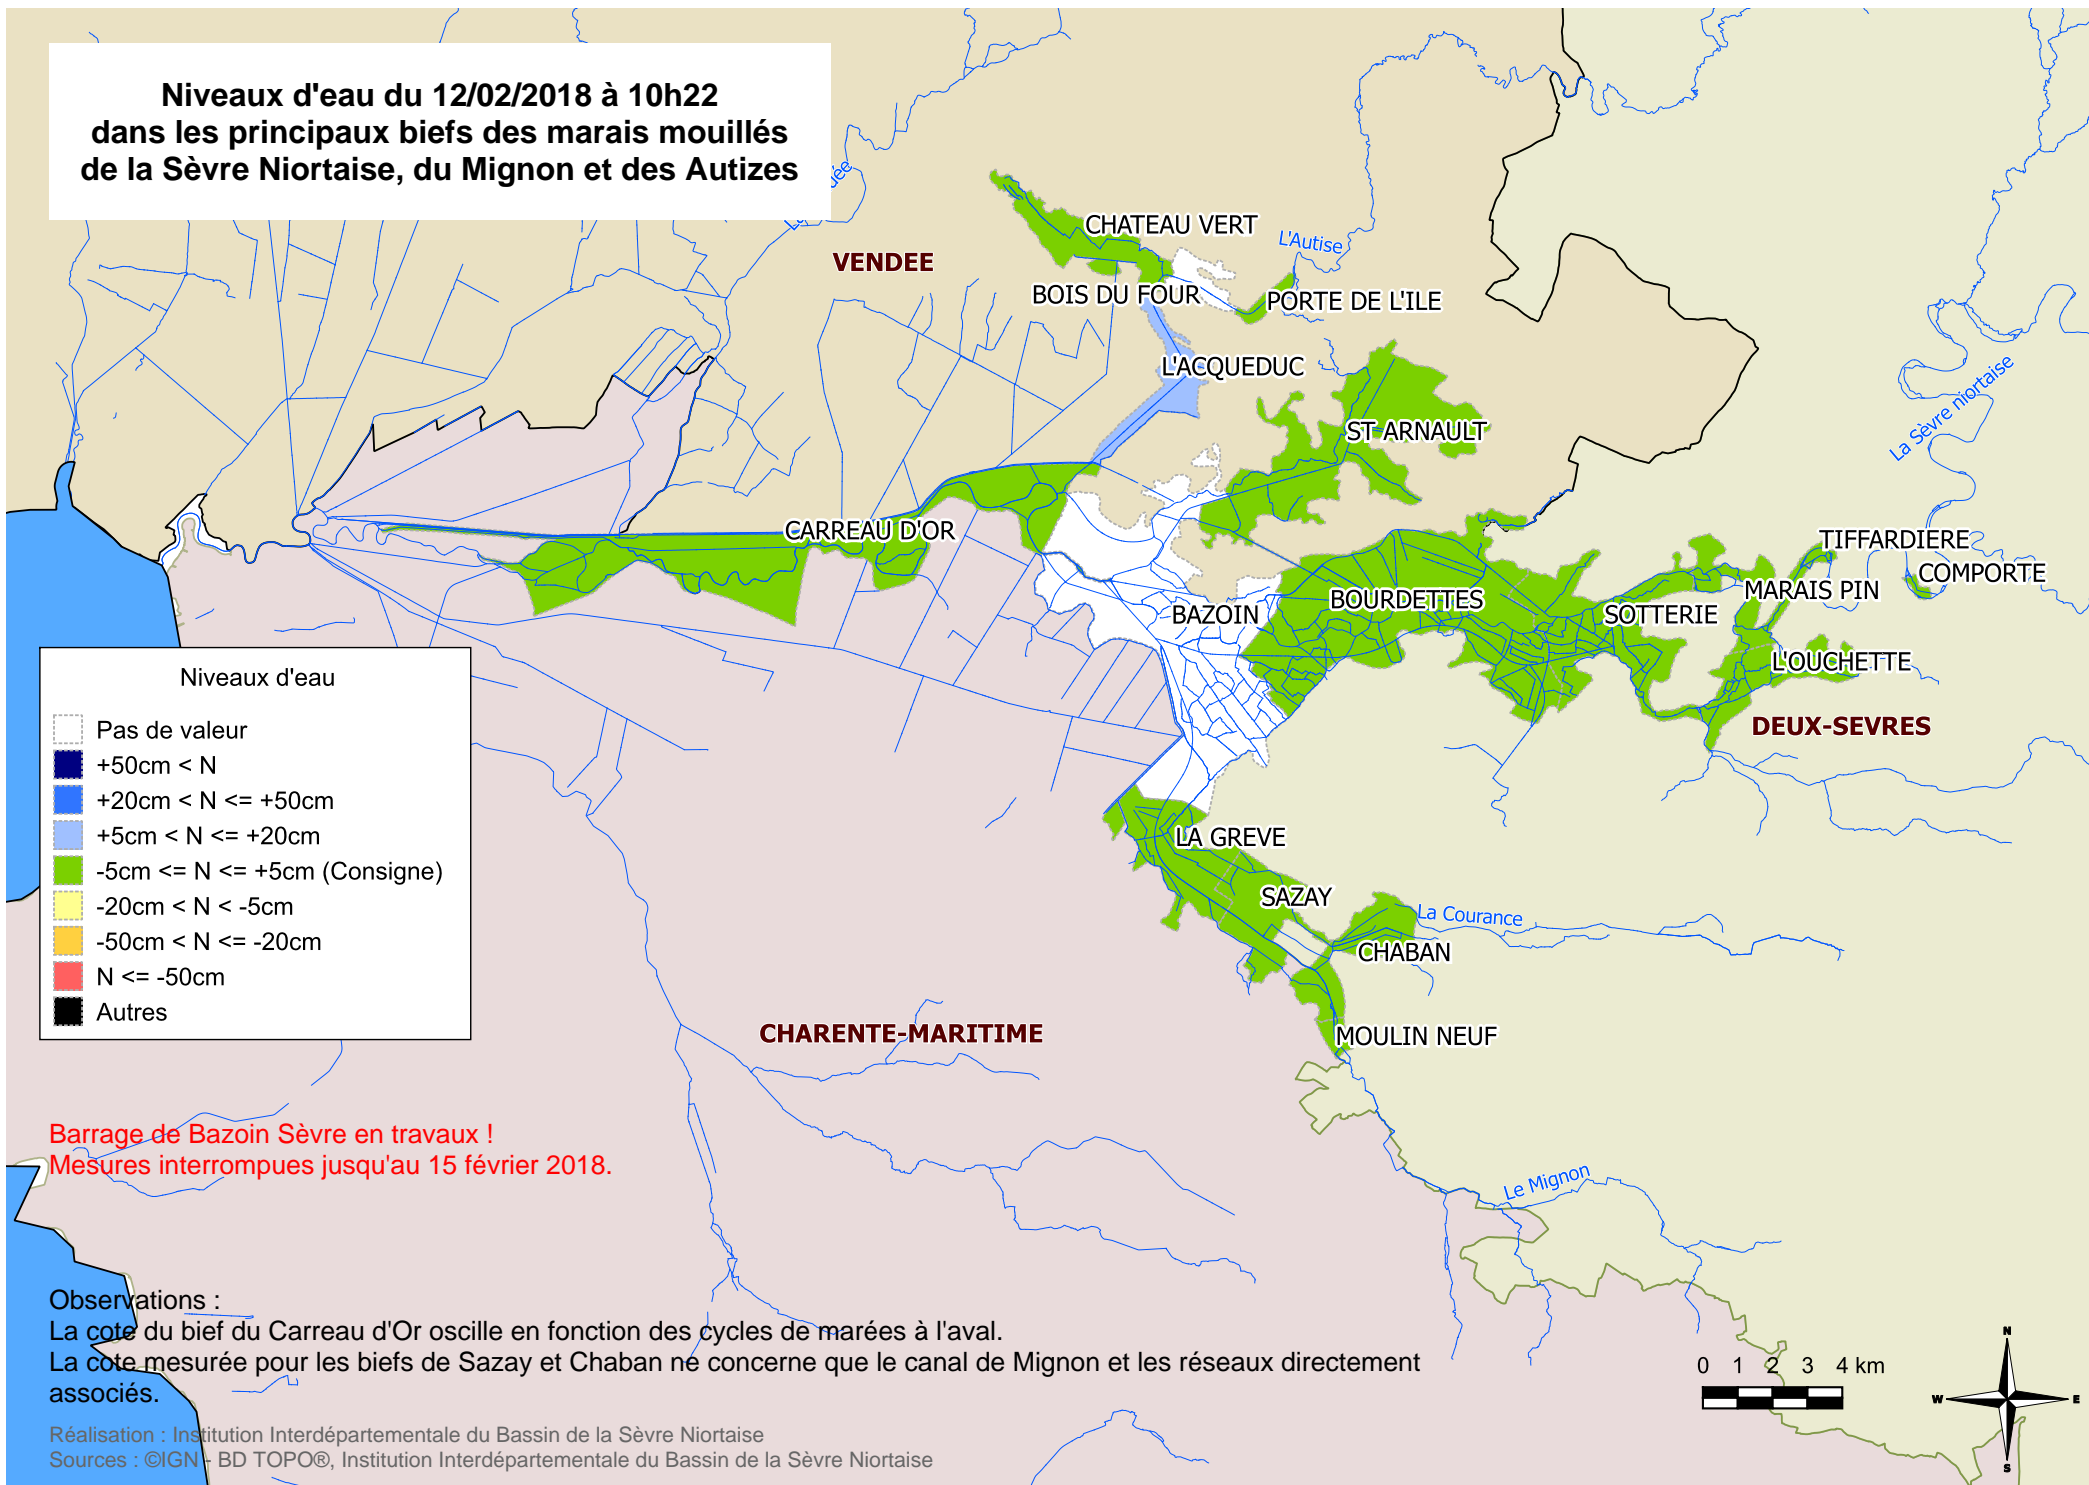 Niveaux d'eau du 12/02/2018 à 10h22
dans les principaux biefs des marais mouillés
de la Sèvre Niortaise, du Mignon et des Autizes
dée
CHATEAU VERT
L'Autise
VENDEE
BOIS DU FOUR
PORTE DE L'ILE
L'ACQUEDUC
La Sèvre niortaise
ST ARNAULT
CARREAU D'OR
TIFFARDIERE
COMPORTE
MARAIS PIN
BOURDETTES
BAZOIN
SOTTERIE
L'OUCHETTE
DEUX-SEVRES
Niveaux d'eau
Pas de valeur
+50cm < N
+20cm < N <= +50cm
+5cm < N <= +20cm
-5cm <= N <= +5cm (Consigne)
-20cm < N < -5cm
-50cm < N <= -20cm
N <= -50cm
Autres
LA GREVE
SAZAY
La Courance
CHABAN
CHARENTE-MARITIME
MOULIN NEUF
Barrage de Bazoin Sèvre en travaux !
Mesures interrompues jusqu'au 15 février 2018.
Le Mignon
Observations :
La cote du bief du Carreau d'Or oscille en fonction des cycles de marées à l'aval.
La cote mesurée pour les biefs de Sazay et Chaban ne concerne que le canal de Mignon et les réseaux directement
associés.
0 1 2 3 4 km
N
W
E
S
Réalisation : Institution Interdépartementale du Bassin de la Sèvre Niortaise
Sources : ©IGN - BD TOPO®, Institution Interdépartementale du Bassin de la Sèvre Niortaise